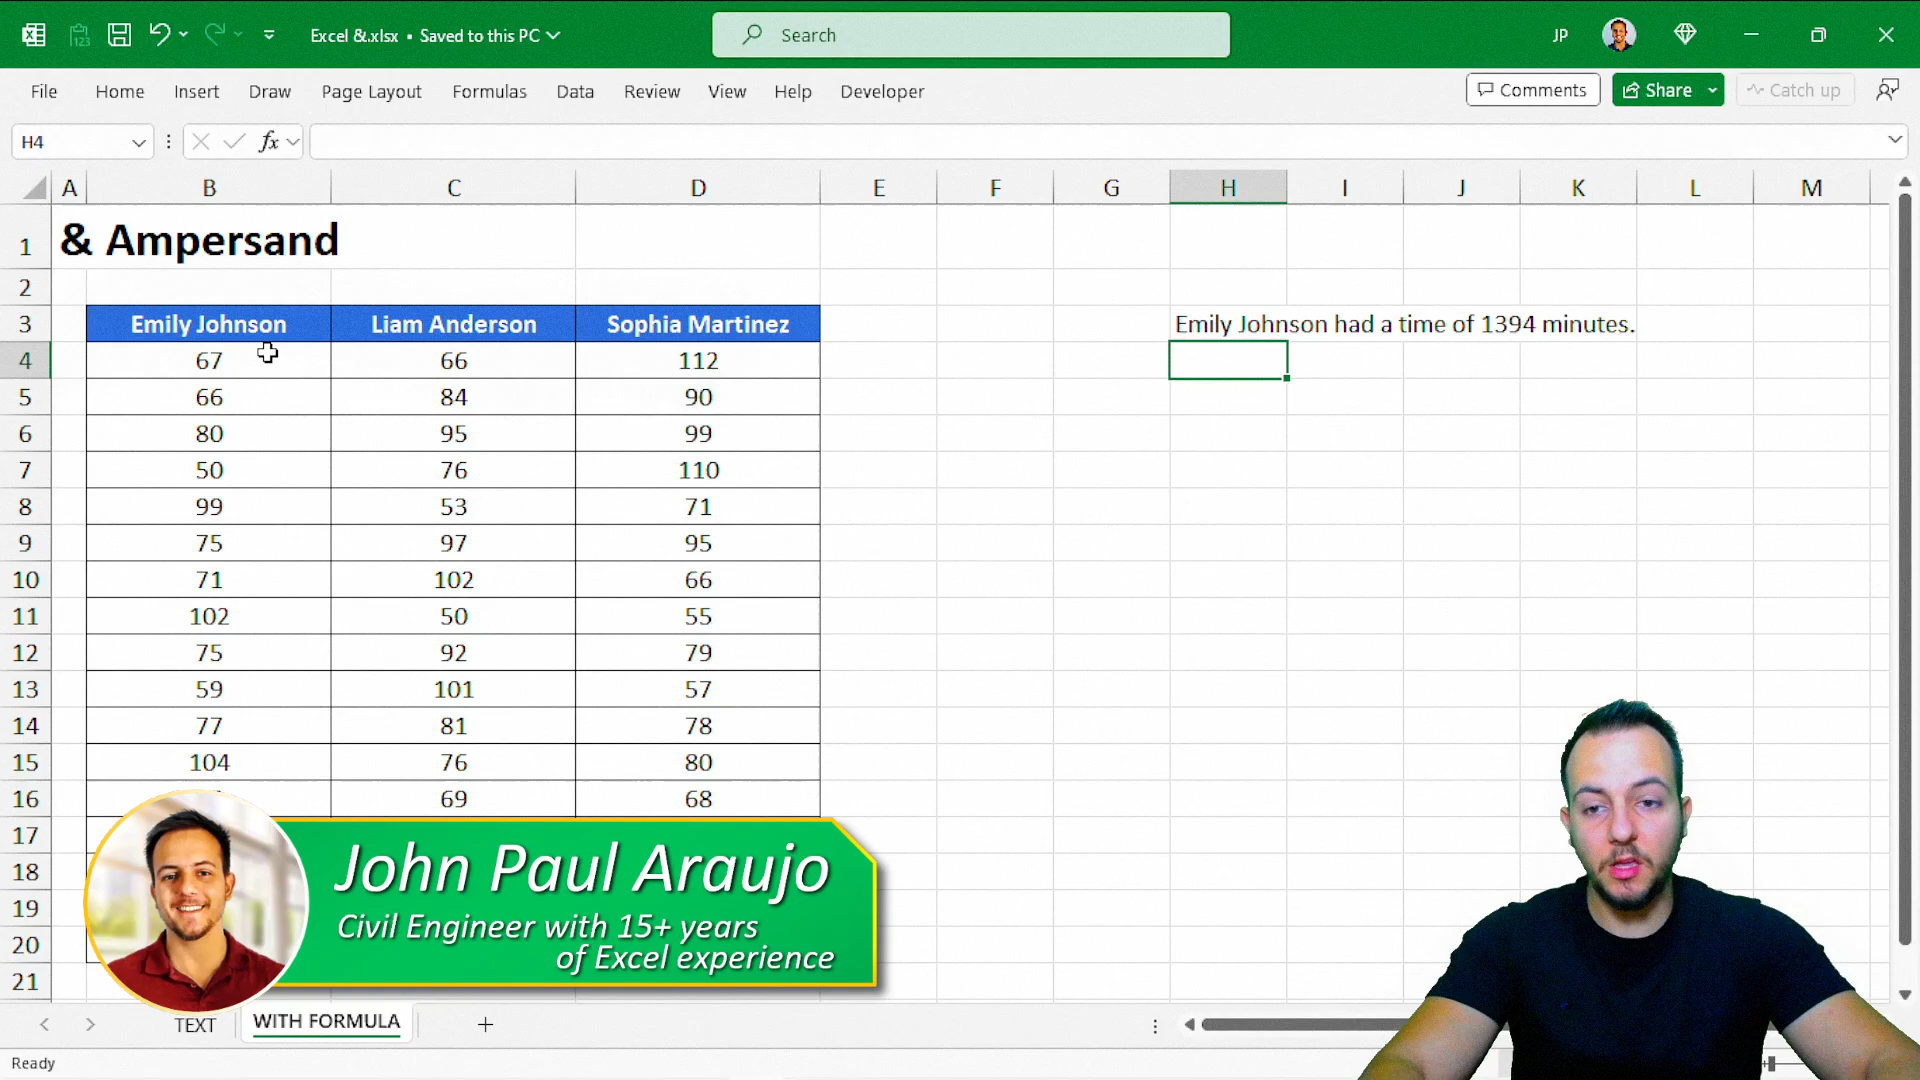 Excel &.xlsx • Saved to this PC
Search
JP
File Home Insert Draw Page Layout Formulas Data Review View Help Developer
Comments
Share
Catch up
H4
fx
A B C D E F G H I J K L M
1 & Ampersand
2
3 Emily Johnson Liam Anderson Sophia Martinez Emily Johnson had a time of 1394 minutes.
4 67 66 112
5 66 84 90
6 80 95 99
7 50 76 110
8 99 53 71
9 75 97 95
10 71 102 66
11 102 50 55
12 75 92 79
13 59 101 57
14 77 81 78
15 104 76 80
16 69 68
17
18
19
20
21
John Paul Araujo
Civil Engineer with 15+ years
of Excel experience
TEXT WITH FORMULA
Ready